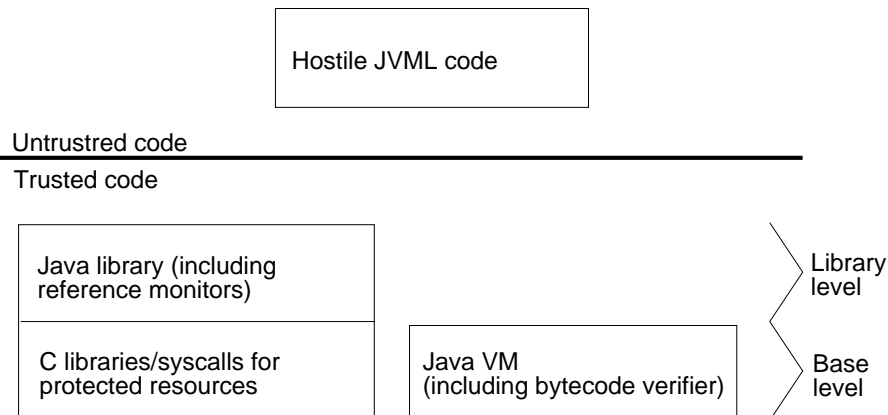 Hostile JVML code
Untrustred code
Trusted code
Java library (including
reference monitors)
Library
level
C libraries/syscalls for
protected resources
Java VM
(including bytecode verifier)
Base
level